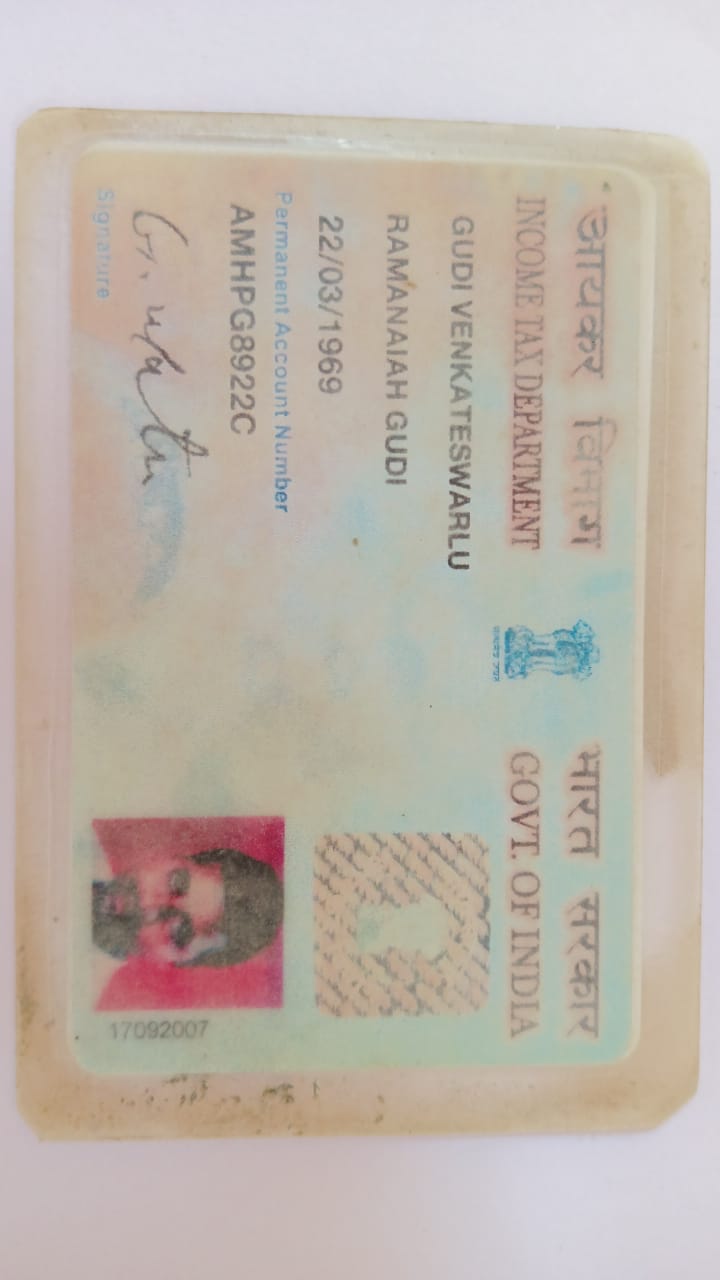 आयकर विभाग
INCOME TAX DEPARTMENT
भारत सरकार
GOVT. OF INDIA
सत्यमेव जयते
GUDI VENKATESWARLU
RAMANAIAH GUDI
22/03/1969
Permanent Account Number
AMHPG8922C
Signature
17092007